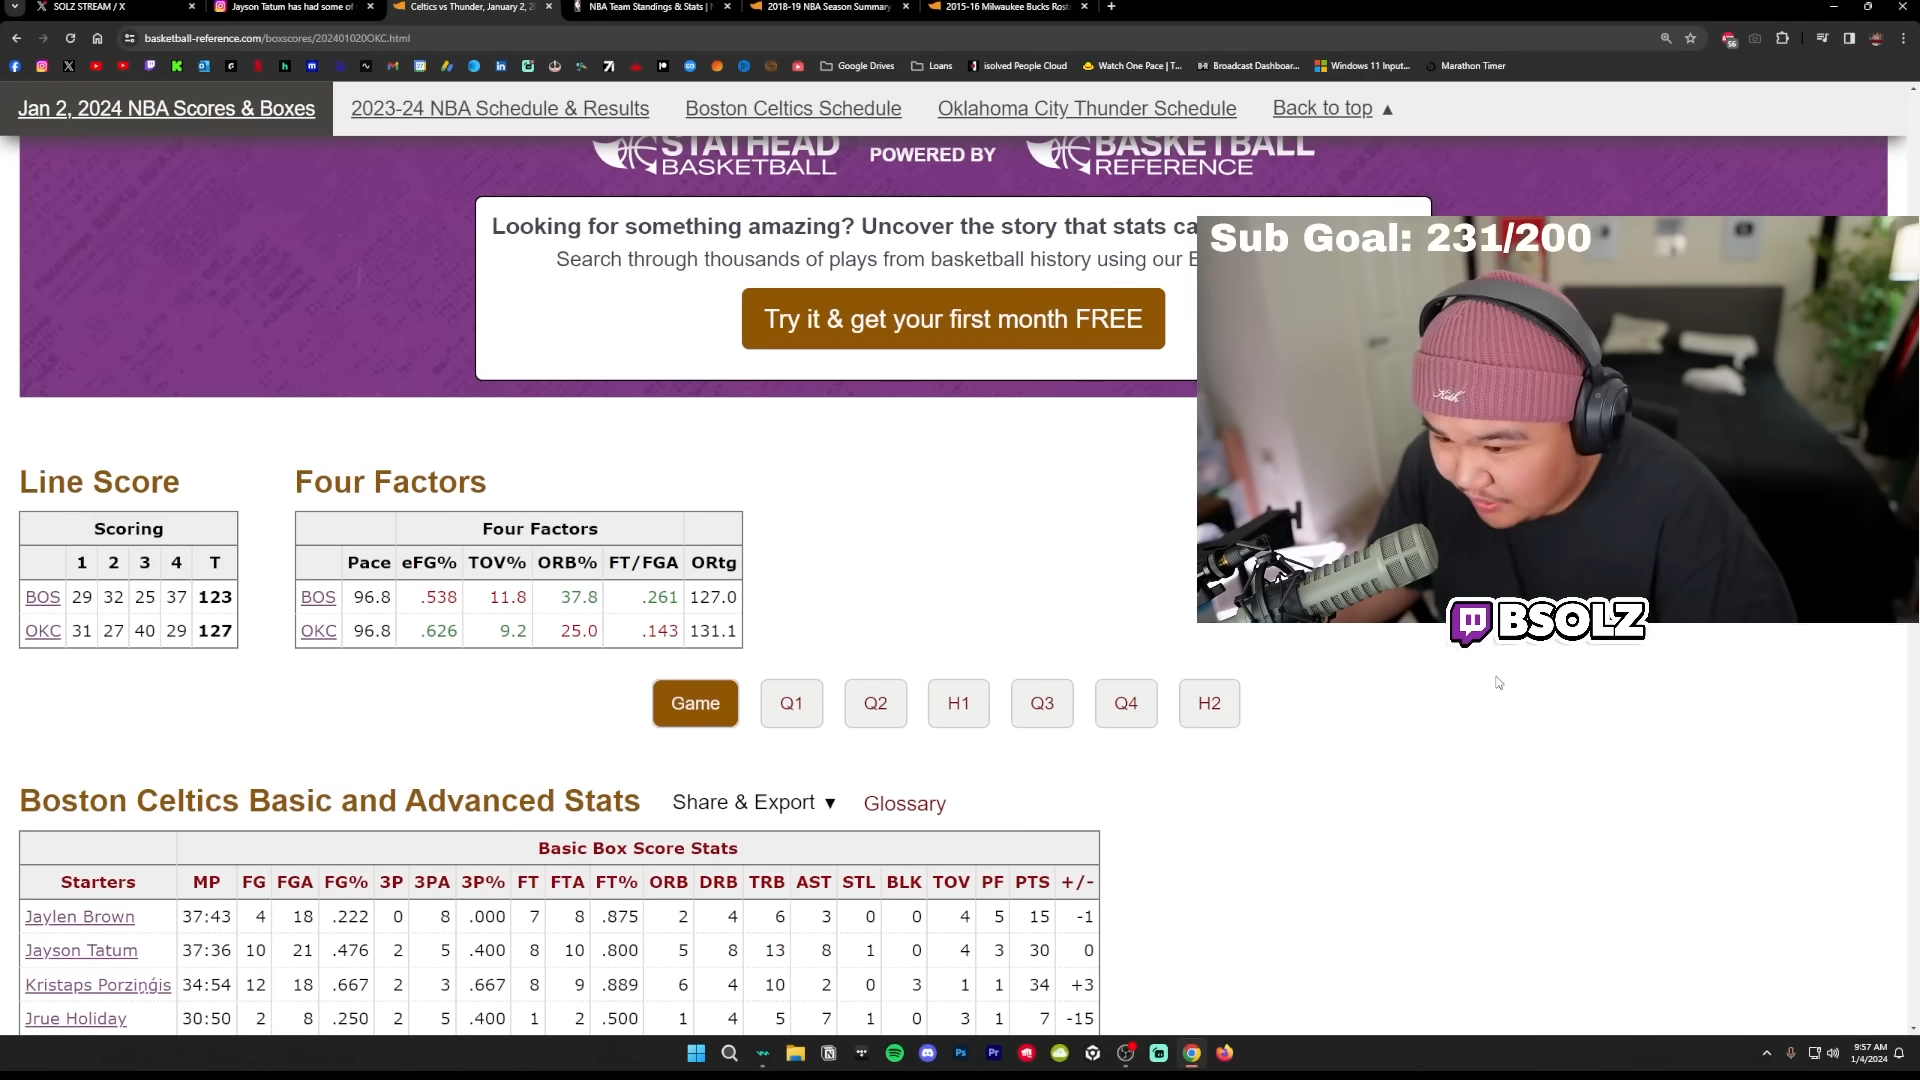 SOLZ STREAM / X
Jayson Tatum has had some of
Celtics vs Thunder, January 2, 2
NBA Team Standings & Stats |
2018-19 NBA Season Summary
2015-16 Milwaukee Bucks Rost
basketball-reference.com/boxscores/202401020OKC.html
56
Google Drives
Loans
isolved People Cloud
Watch One Pace | T...
Broadcast Dashboar...
Windows 11 Input...
Marathon Timer
Jan 2, 2024 NBA Scores & Boxes
2023-24 NBA Schedule & Results
Boston Celtics Schedule
Oklahoma City Thunder Schedule
Back to top ▲
STATHEAD BASKETBALL
POWERED BY
BASKETBALL REFERENCE
Looking for something amazing? Uncover the story that stats ca
Search through thousands of plays from basketball history using our
Try it & get your first month FREE
Sub Goal: 231/200
Kith
BSOLZ
Line Score
Scoring
1 2 3 4 T
BOS 29 32 25 37 123
OKC 31 27 40 29 127
Four Factors
Four Factors
Pace eFG% TOV% ORB% FT/FGA ORtg
BOS 96.8 .538 11.8 37.8 .261 127.0
OKC 96.8 .626 9.2 25.0 .143 131.1
Game Q1 Q2 H1 Q3 Q4 H2
Boston Celtics Basic and Advanced Stats
Share & Export ▼
Glossary
Basic Box Score Stats
Starters MP FG FGA FG% 3P 3PA 3P% FT FTA FT% ORB DRB TRB AST STL BLK TOV PF PTS +/-
Jaylen Brown 37:43 4 18 .222 0 8 .000 7 8 .875 2 4 6 3 0 0 4 5 15 -1
Jayson Tatum 37:36 10 21 .476 2 5 .400 8 10 .800 5 8 13 8 1 0 4 3 30 0
Kristaps Porziņģis 34:54 12 18 .667 2 3 .667 8 9 .889 6 4 10 2 0 3 1 1 34 +3
Jrue Holiday 30:50 2 8 .250 2 5 .400 1 2 .500 1 4 5 7 1 0 3 1 7 -15
9:57 AM
1/4/2024